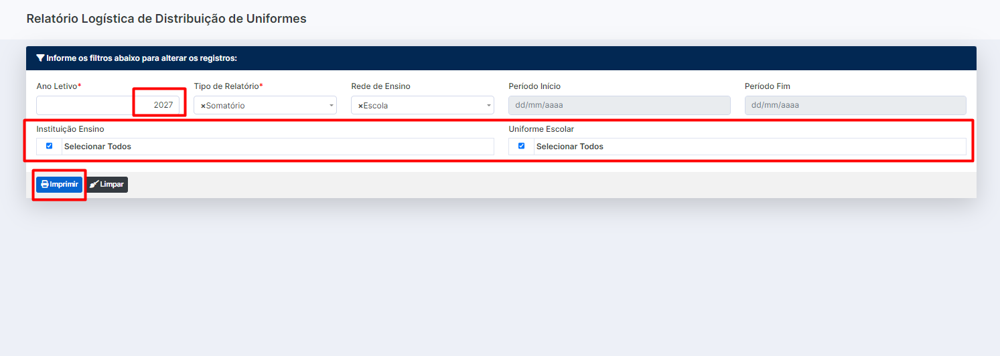 Relatório Logística de Distribuição de Uniformes
Informe os filtros abaixo para alterar os registros:
Ano Letivo* Tipo de Relatório* Rede de Ensino Período Início Período Fim
2027 ×Somatório ×Escola dd/mm/aaaa dd/mm/aaaa
Instituição Ensino Uniforme Escolar
Selecionar Todos Selecionar Todos
Imprimir Limpar